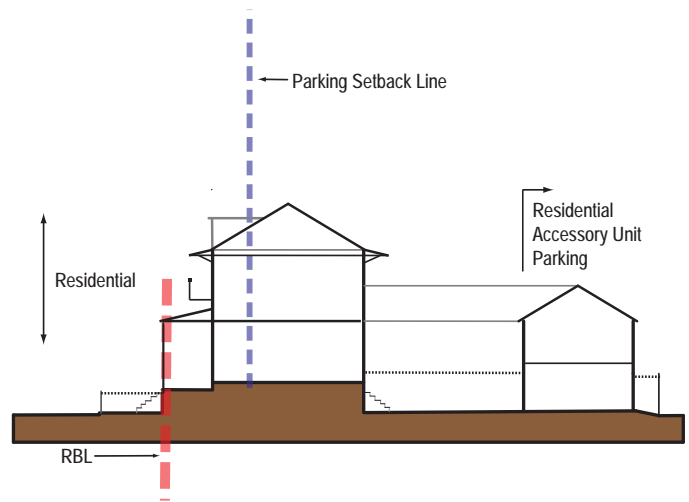 Parking Setback Line
Residential
Accessory Unit
Parking
Residential
RBL